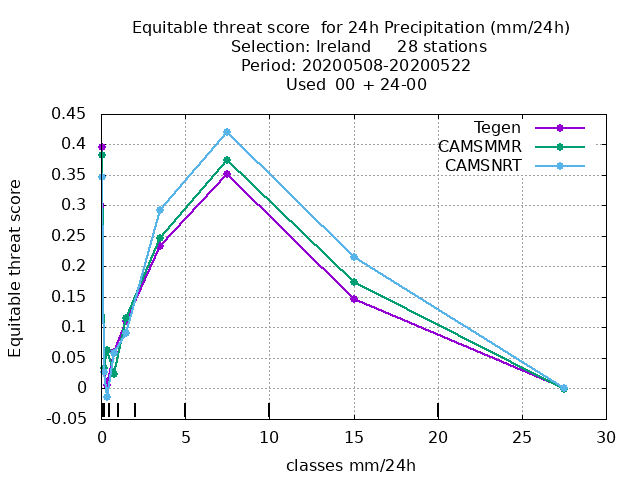 Equitable threat score  for 24h Precipitation (mm/24h)
Selection: Ireland     28 stations
Period: 20200508-20200522
Used  00 + 24-00
Tegen
CAMSMMR
CAMSNRT
Equitable threat score
0.45
0.4
0.35
0.3
0.25
0.2
0.15
0.1
0.05
0
-0.05
0 5 10 15 20 25 30
classes mm/24h